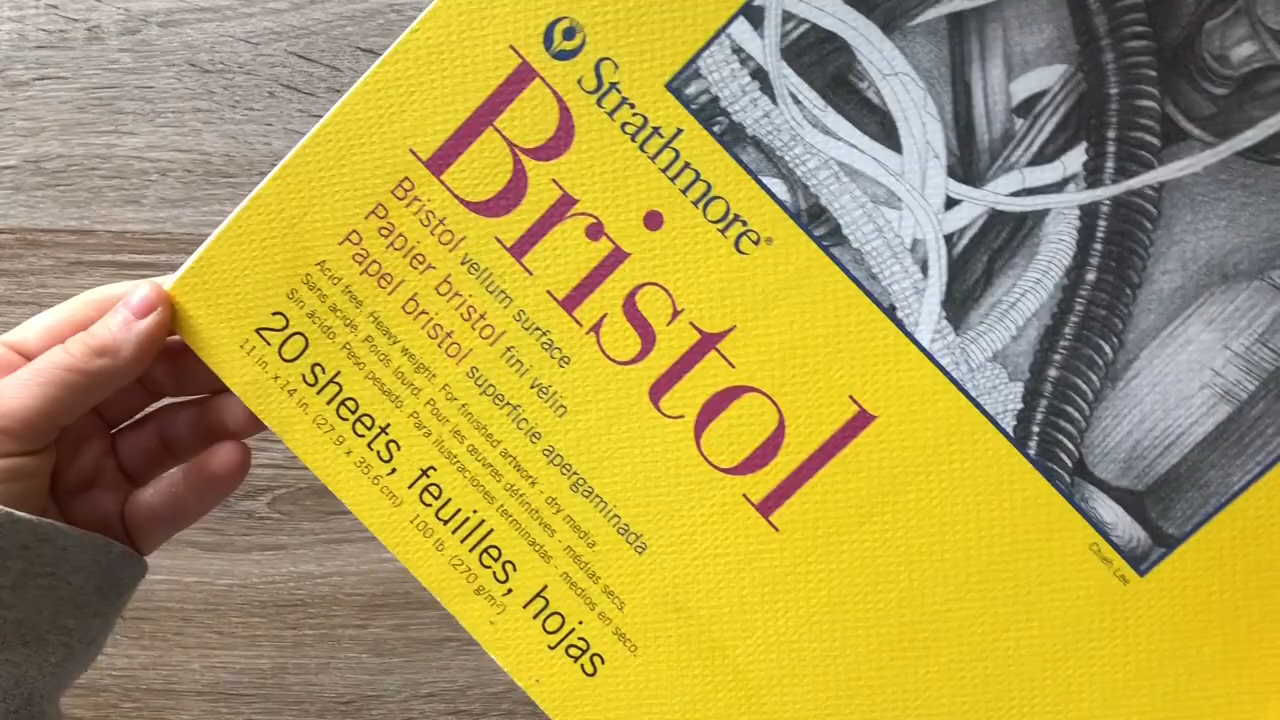 Strathmore®
Bristol
Bristol vellum surface
Papier bristol fini vélin
Papel bristol superficie apergaminada
Acid free. Heavy weight. For finished artwork - dry media.
Sans acide. Poids lourd. Pour les œuvres définitives - médias secs.
Sin ácido. Peso pesado. Para ilustraciones terminadas - medios en seco.
20 sheets, feuilles, hojas
11 in. x 14 in. (27.9 x 35.6 cm) 100 lb. (270 g/m²)
Lee